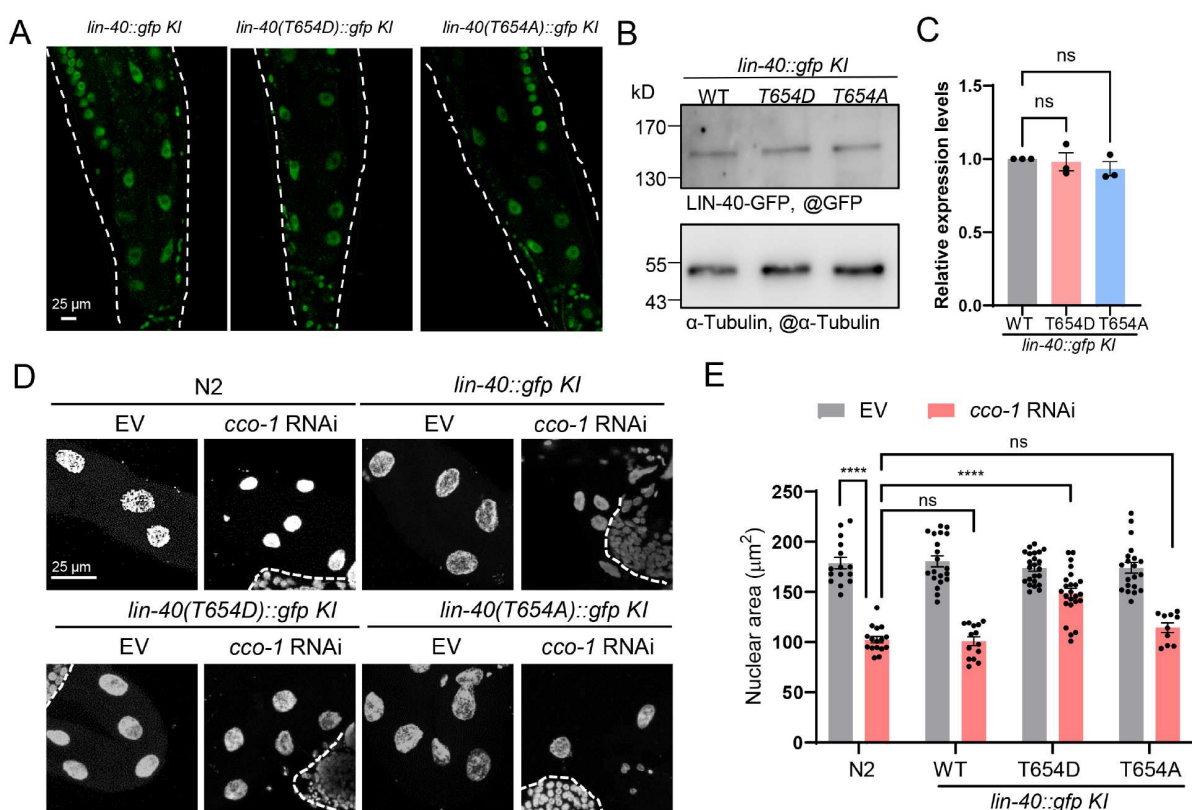 A
lin-40::gfp KI
lin-40(T654D)::gfp KI
lin-40(T654A)::gfp KI
25 µm
B
lin-40::gfp KI
kD
WT
T654D
T654A
170
130
LIN-40-GFP, @GFP
55
43
α-Tubulin, @α-Tubulin
C
Relative expression levels
1.5
1.0
0.5
0.0
ns
ns
WT
T654D
T654A
lin-40::gfp KI
D
N2
lin-40::gfp KI
EV
cco-1 RNAi
EV
cco-1 RNAi
25 µm
lin-40(T654D)::gfp KI
lin-40(T654A)::gfp KI
EV
cco-1 RNAi
EV
cco-1 RNAi
E
EV
cco-1 RNAi
ns
****
****
ns
Nuclear area (µm²)
250
200
150
100
50
0
N2
WT
T654D
T654A
lin-40::gfp KI